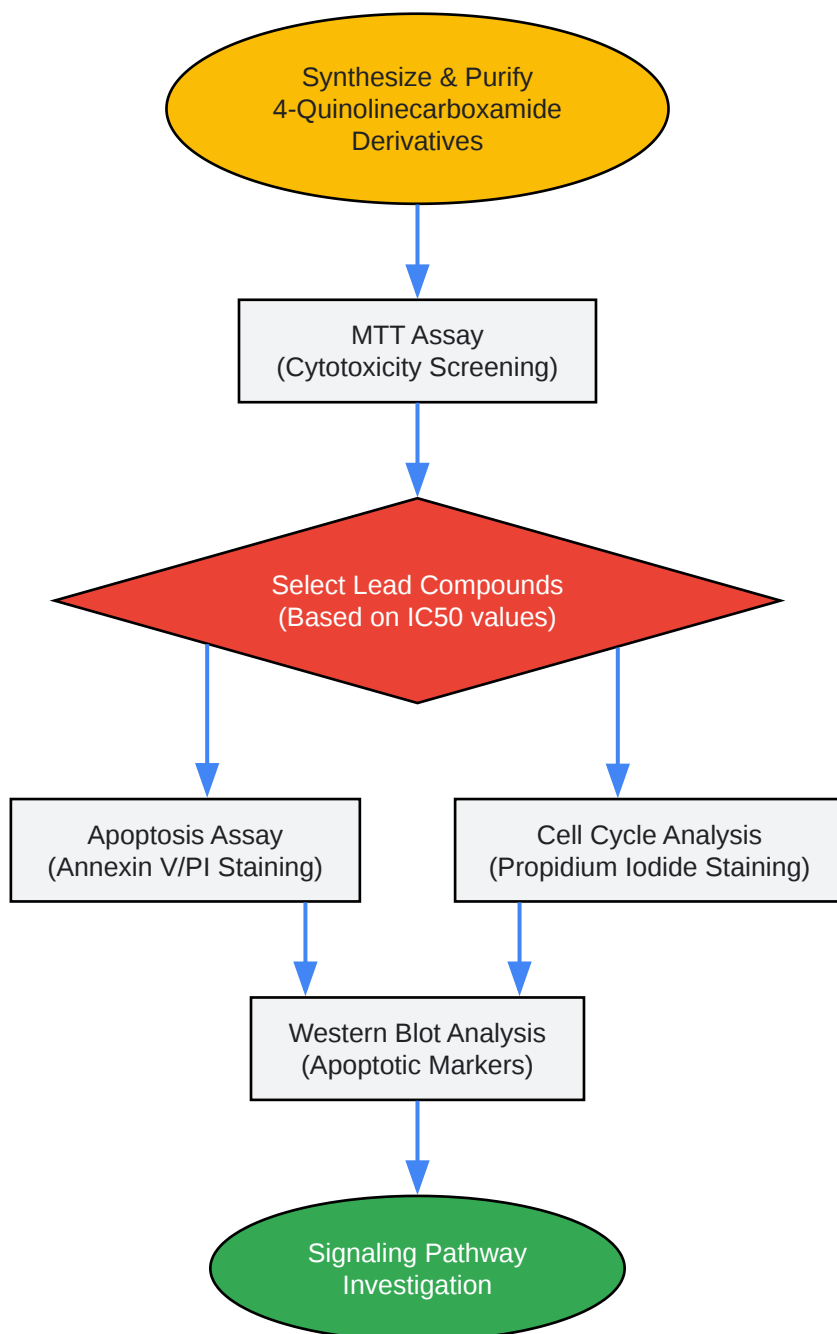 Synthesize & Purify
4-Quinolinecarboxamide
Derivatives
MTT Assay
(Cytotoxicity Screening)
Select Lead Compounds
(Based on IC50 values)
Apoptosis Assay
(Annexin V/PI Staining)
Cell Cycle Analysis
(Propidium Iodide Staining)
Western Blot Analysis
(Apoptotic Markers)
Signaling Pathway
Investigation